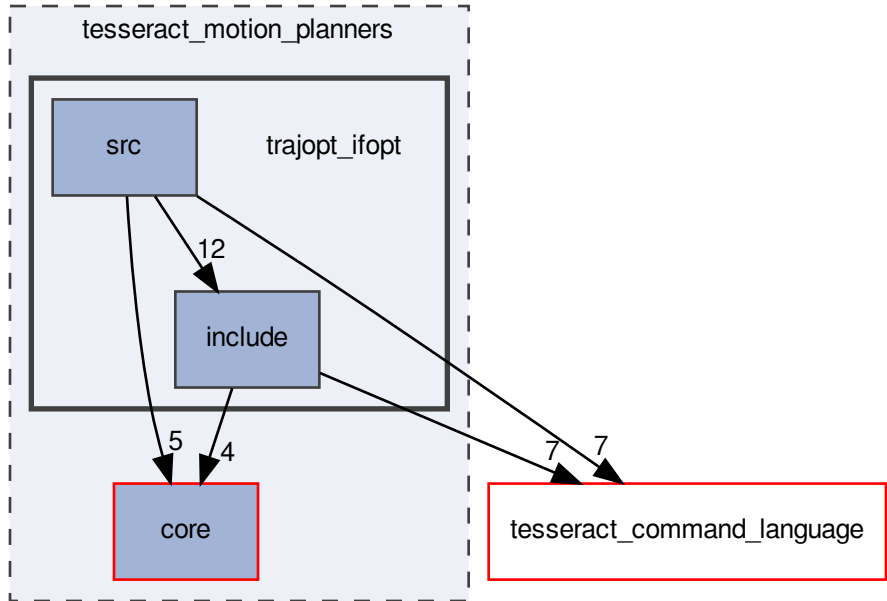 tesseract_motion_planners
src
trajopt_ifopt
12
include
5
4
7
7
core
tesseract_command_language